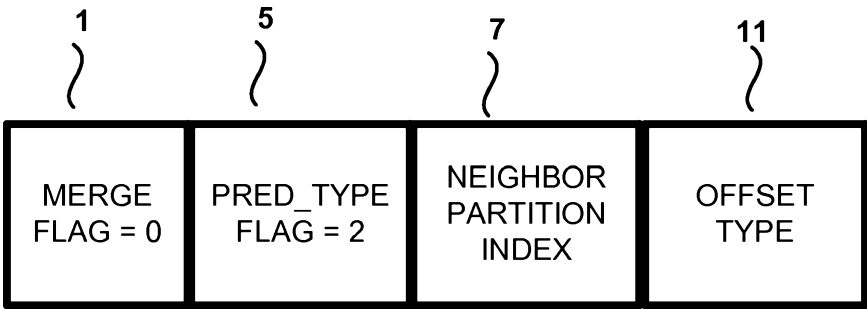 1 5 7 11
MERGE
FLAG = 0
PRED_TYPE
FLAG = 2
NEIGHBOR
PARTITION
INDEX
OFFSET
TYPE